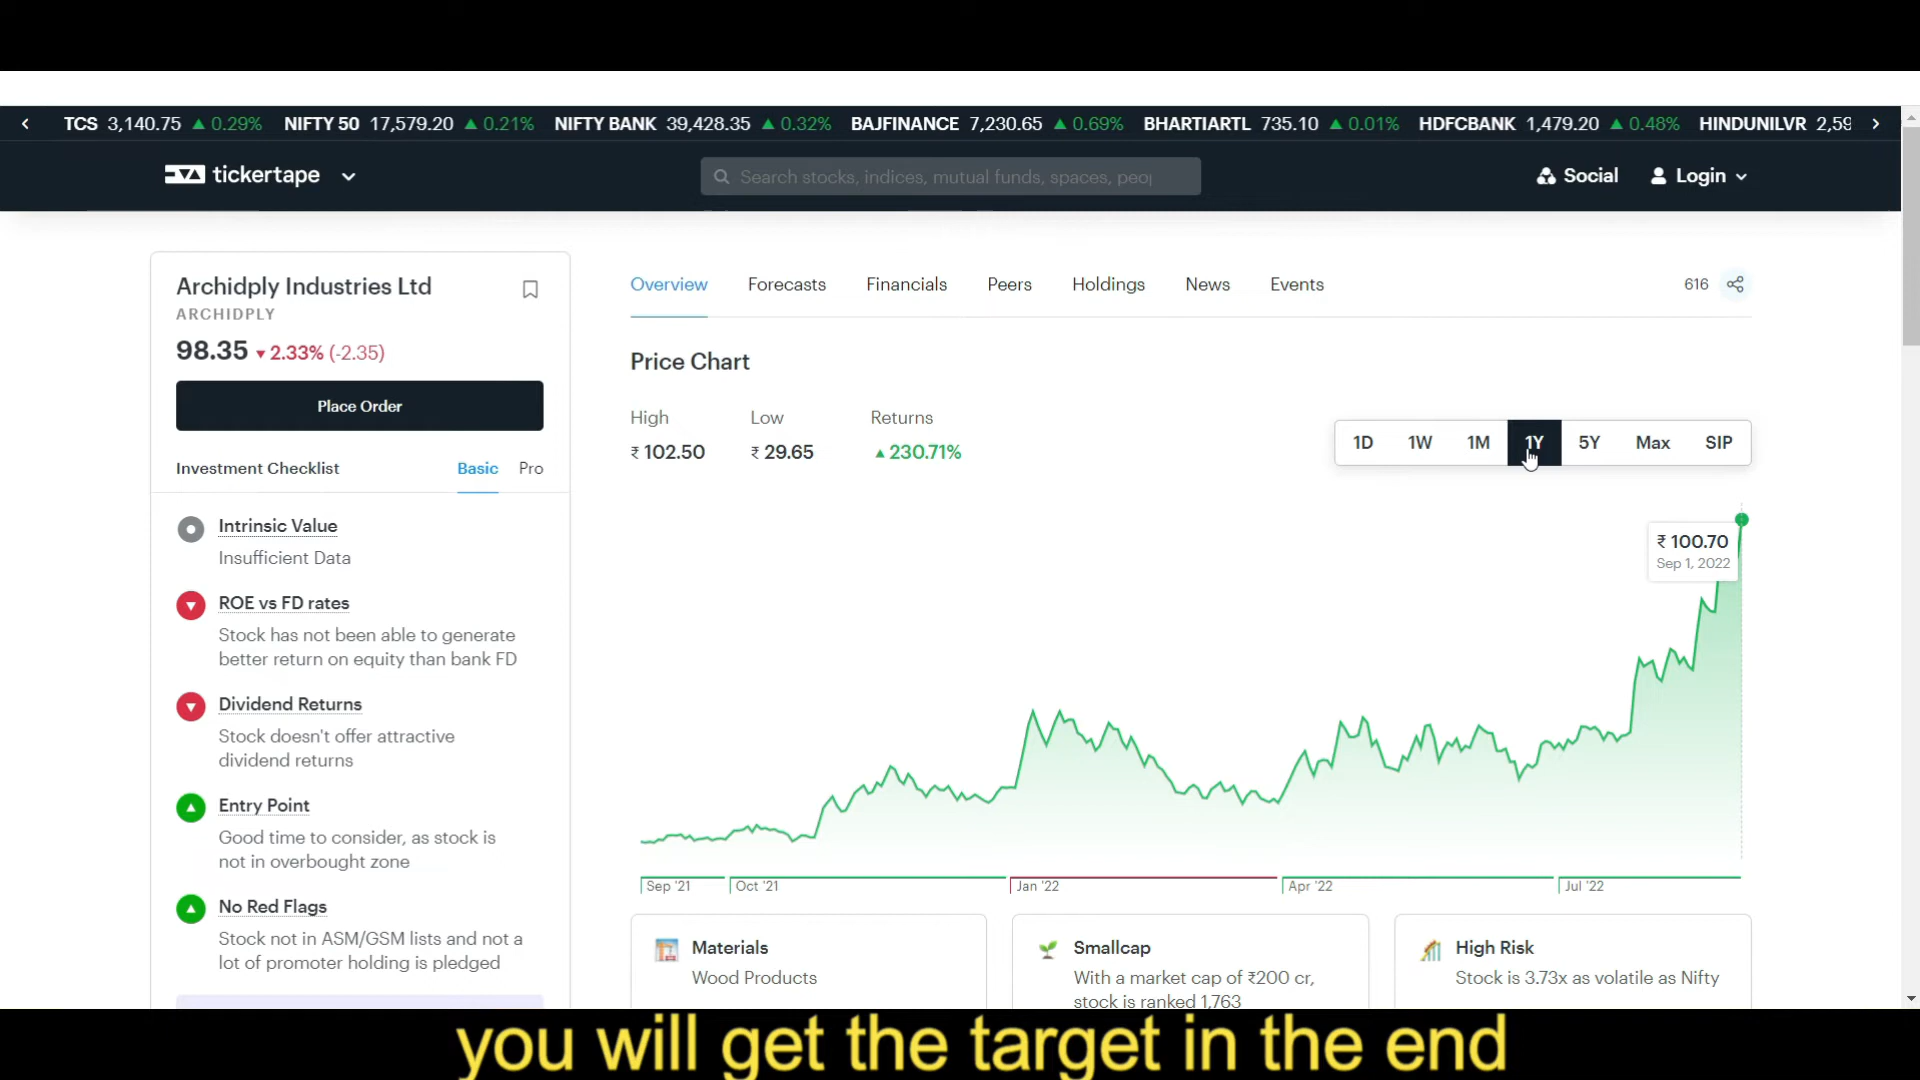 TCS 3,140.75 ▲ 0.29% NIFTY 50 17,579.20 ▲ 0.21% NIFTY BANK 39,428.35 ▲ 0.32% BAJFINANCE 7,230.65 ▲ 0.69% BHARTIARTL 735.10 ▲ 0.01% HDFCBANK 1,479.20 ▲ 0.48% HINDUNILVR 2,59
tickertape
Search stocks, indices, mutual funds, spaces, peop
Social Login
Archidply Industries Ltd
ARCHIDPLY
98.35 ▼ 2.33% (-2.35)
Place Order
Investment Checklist Basic Pro
Intrinsic Value
Insufficient Data
ROE vs FD rates
Stock has not been able to generate
better return on equity than bank FD
Dividend Returns
Stock doesn't offer attractive
dividend returns
Entry Point
Good time to consider, as stock is
not in overbought zone
No Red Flags
Stock not in ASM/GSM lists and not a
lot of promoter holding is pledged
Overview Forecasts Financials Peers Holdings News Events 616
Price Chart
High Low Returns
₹ 102.50 ₹ 29.65 ▲ 230.71%
1D 1W 1M 1Y 5Y Max SIP
₹ 100.70
Sep 1, 2022
Sep '21 Oct '21 Jan '22 Apr '22 Jul '22
Materials
Wood Products
Smallcap
With a market cap of ₹200 cr,
stock is ranked 1,763
High Risk
Stock is 3.73x as volatile as Nifty
you will get the target in the end